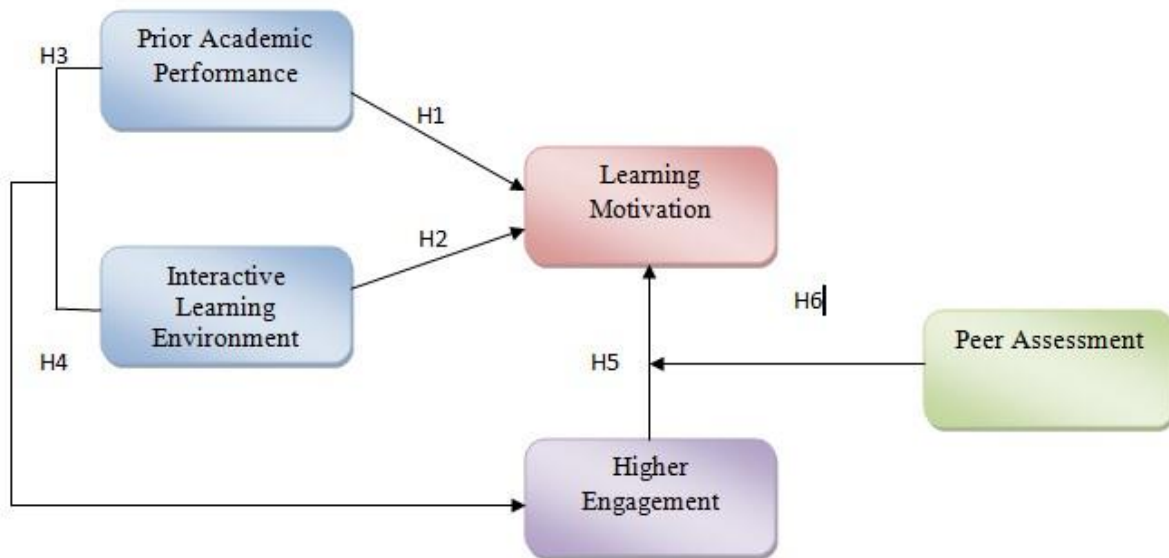 H3
Prior Academic
Performance
H1
Learning
Motivation
H2
Interactive
Learning
Environment
H6
Peer Assessment
H4
H5
Higher
Engagement